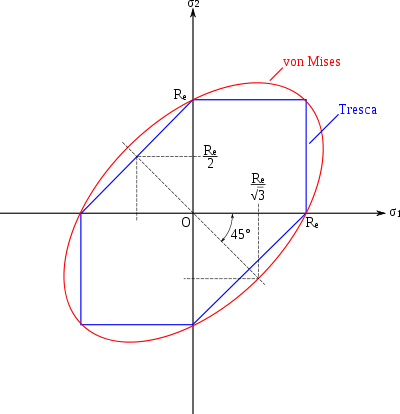 σ2
von Mises
Re
Tresca
Re
2
Re
√3
O
Re
σ1
45°